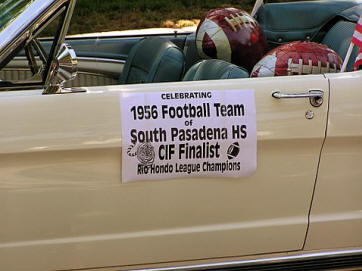 CELEBRATING
1956 Football Team
of
South Pasadena HS
CIF Finalist
Rio Hondo League Champions